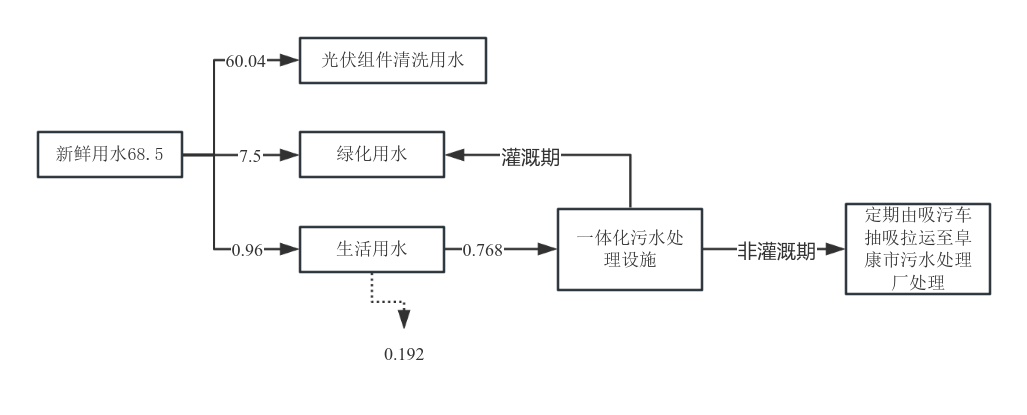 60.04
光伏组件清洗用水
新鲜用水68.5
7.5
绿化用水
灌溉期
0.96
生活用水
0.768
一体化污水处
理设施
非灌溉期
定期由吸污车
抽吸拉运至阜
康市污水处理
厂处理
0.192